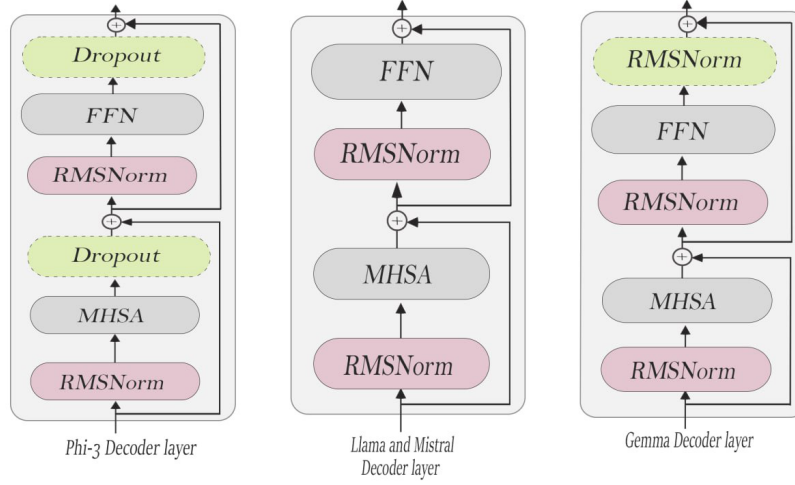 +
Dropout
FFN
RMSNorm
+
Dropout
MHSA
RMSNorm
Phi-3 Decoder layer
+
FFN
RMSNorm
+
MHSA
RMSNorm
Llama and Mistral
Decoder layer
+
RMSNorm
FFN
RMSNorm
+
MHSA
RMSNorm
Gemma Decoder layer